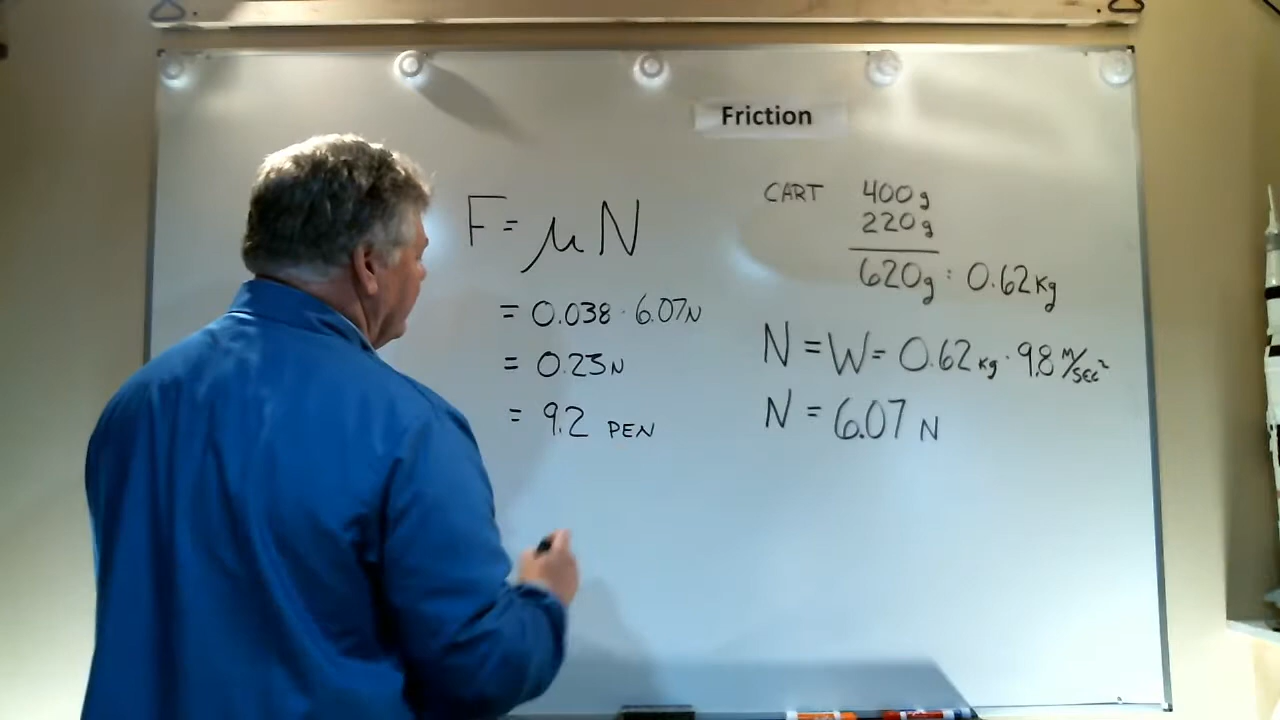 Friction
F = μN
= 0.038 · 6.07N
= 0.23N
= 9.2 PEN
CART 400g
220g
620g : 0.62kg
N = W = 0.62kg · 9.8 M/SEC²
N = 6.07 N